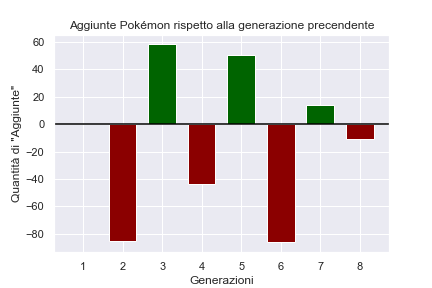 Aggiunte Pokémon rispetto alla generazione precendente
Quantità di "Aggiunte"
60
40
20
0
−20
−40
−60
−80
1 2 3 4 5 6 7 8
Generazioni